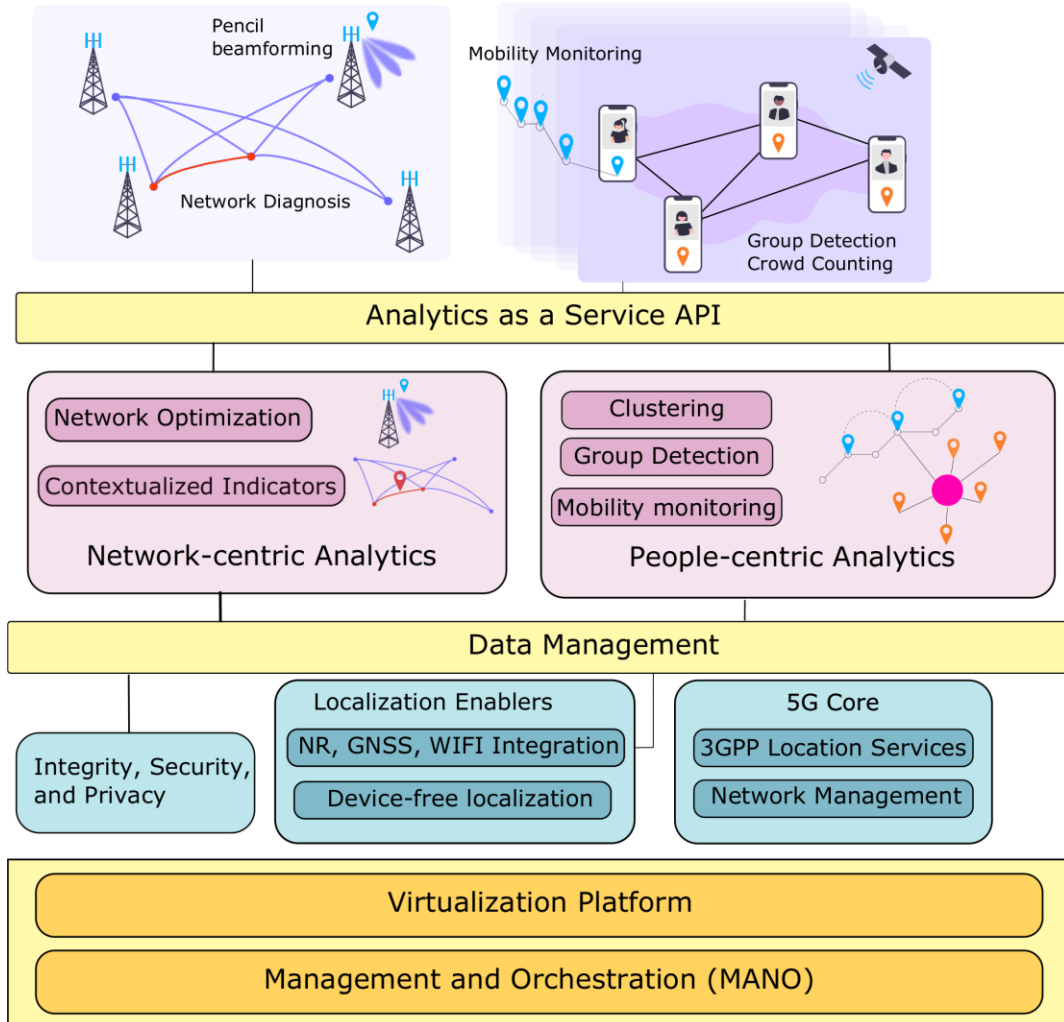 Pencil
beamforming
Network Diagnosis
Mobility Monitoring
Group Detection
Crowd Counting
Analytics as a Service API
Network Optimization
Contextualized Indicators
Network-centric Analytics
Clustering
Group Detection
Mobility monitoring
People-centric Analytics
Data Management
Integrity, Security,
and Privacy
Localization Enablers
NR, GNSS, WIFI Integration
Device-free localization
5G Core
3GPP Location Services
Network Management
Virtualization Platform
Management and Orchestration (MANO)